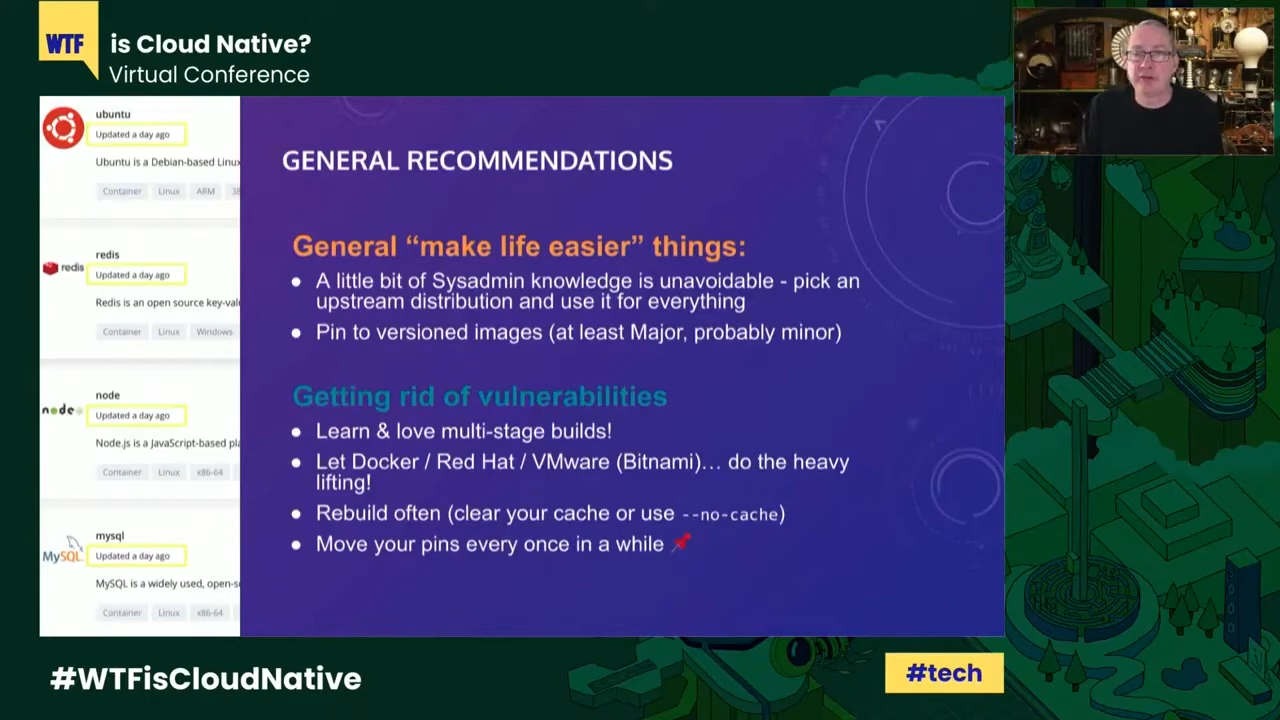 WTF is Cloud Native?
Virtual Conference
ubuntu
Updated a day ago
Ubuntu is a Debian-based Linux
Container Linux ARM
redis
redis
Updated a day ago
Redis is an open source
Container Linux Windows
node
node
Updated a day ago
Node.js is a JavaScript-based
Container Linux x86-64
mysql
MySQL
Updated a day ago
MySQL is a widely used,
Container Linux x86-64
GENERAL RECOMMENDATIONS
General “make life easier” things:
• A little bit of Sysadmin knowledge is unavoidable - pick an
upstream distribution and use it for everything
• Pin to versioned images (at least Major, probably minor)
Getting rid of vulnerabilities
• Learn & love multi-stage builds!
• Let Docker / Red Hat / VMware (Bitnami)… do the heavy
lifting!
• Rebuild often (clear your cache or use --no-cache)
• Move your pins every once in a while 📌
#WTFisCloudNative
#tech